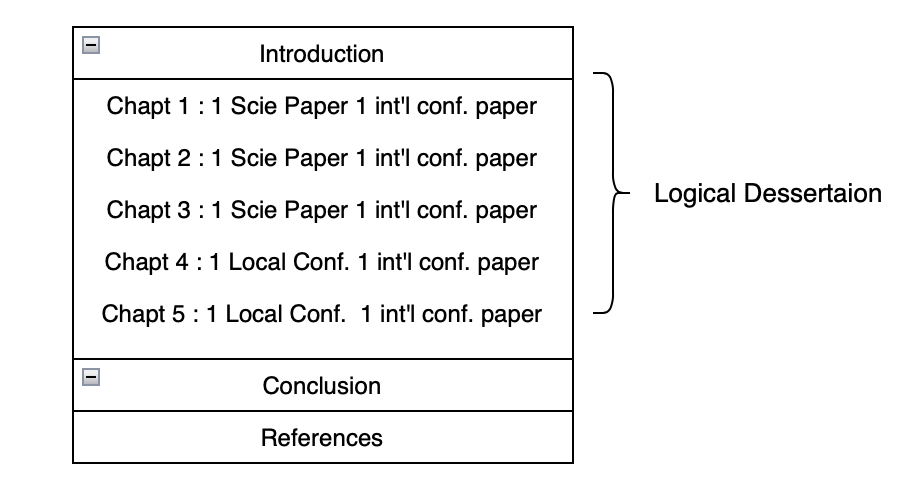 Introduction
Chapt 1 : 1 Scie Paper 1 int'l conf. paper
Chapt 2 : 1 Scie Paper 1 int'l conf. paper
Chapt 3 : 1 Scie Paper 1 int'l conf. paper
Chapt 4 : 1 Local Conf. 1 int'l conf. paper
Chapt 5 : 1 Local Conf.  1 int'l conf. paper
Logical Dessertaion
Conclusion
References